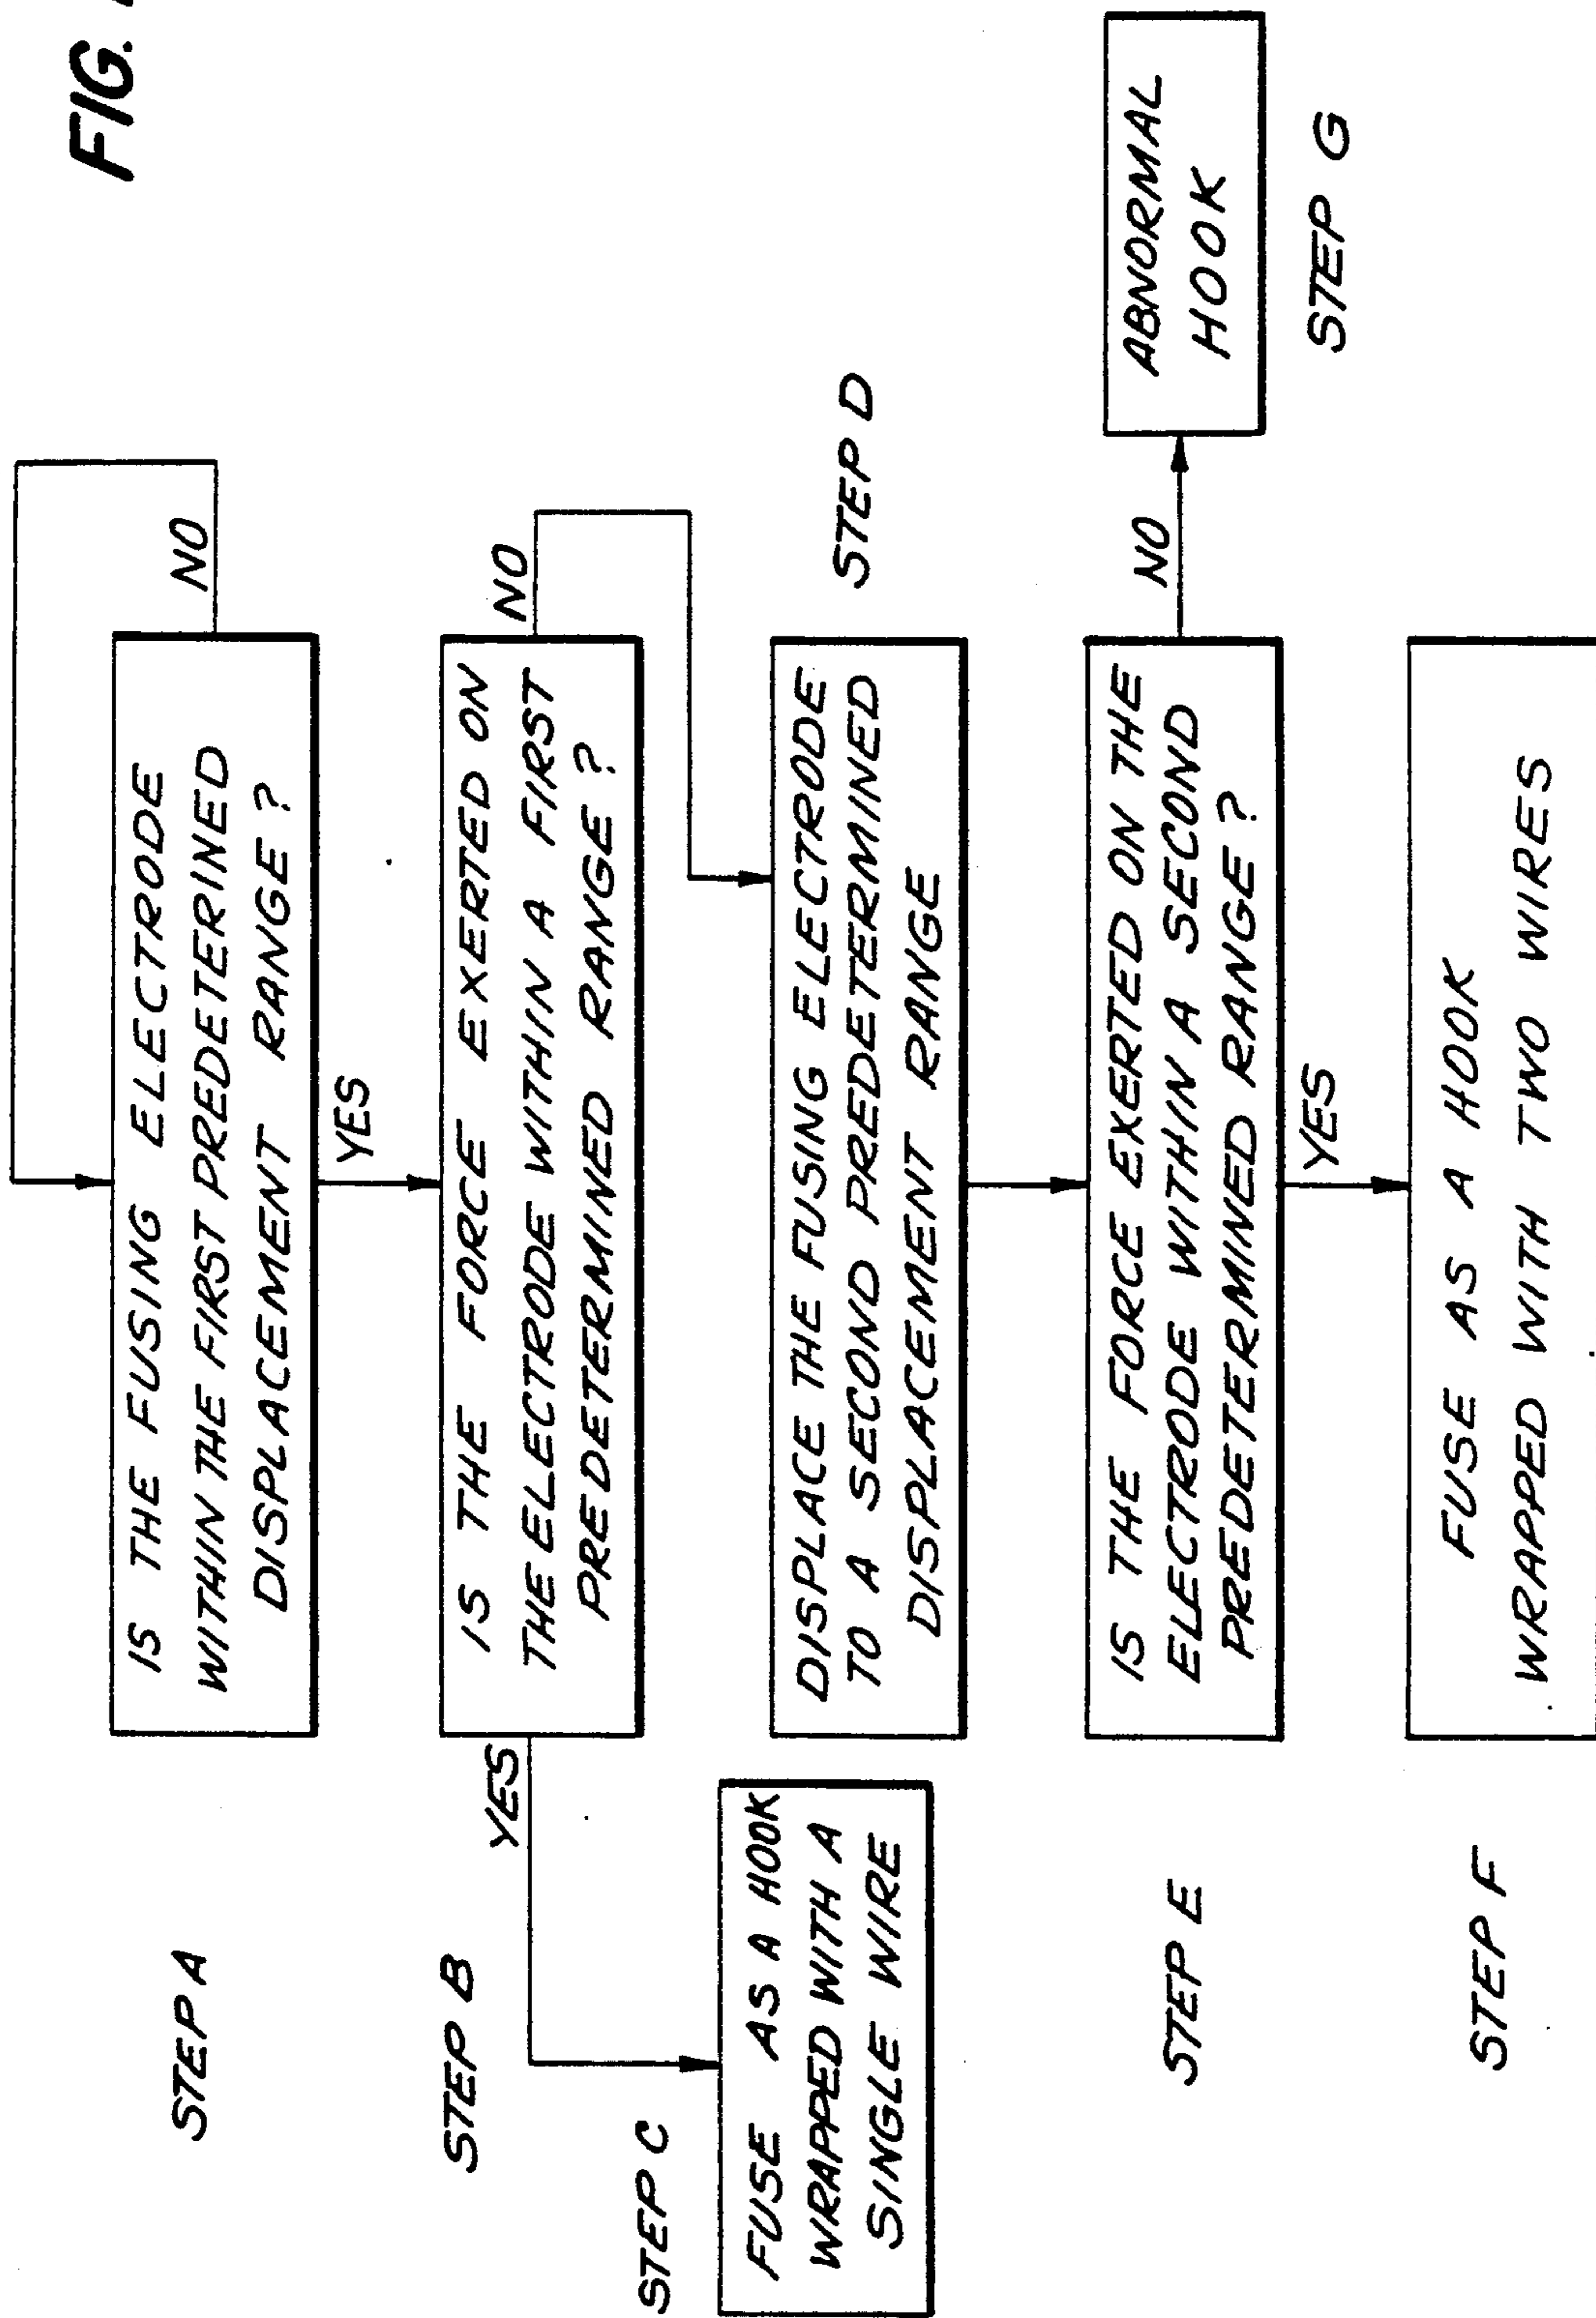 FIG.
STEP A
IS THE FUSING ELECTRODE
WITHIN THE FIRST PREDETERINED
DISPLACEMENT RANGE?
NO
YES
STEP B
IS THE FORCE EXERTED ON
THE ELECTRODE WITHIN A FIRST
PREDETERMINED RANGE?
YES
NO
STEP C
FUSE AS A HOOK
WRAPPED WITH A
SINGLE WIRE
STEP D
DISPLACE THE FUSING ELECTRODE
TO A SECOND PREDETERMINED
DISPLACEMENT RANGE
STEP E
IS THE FORCE EXERTED ON THE
ELECTRODE WITHIN A SECOND
PREDETERMINED RANGE?
NO
YES
ABNORMAL
HOOK
STEP G
STEP F
FUSE AS A HOOK
WRAPPED WITH TWO WIRES